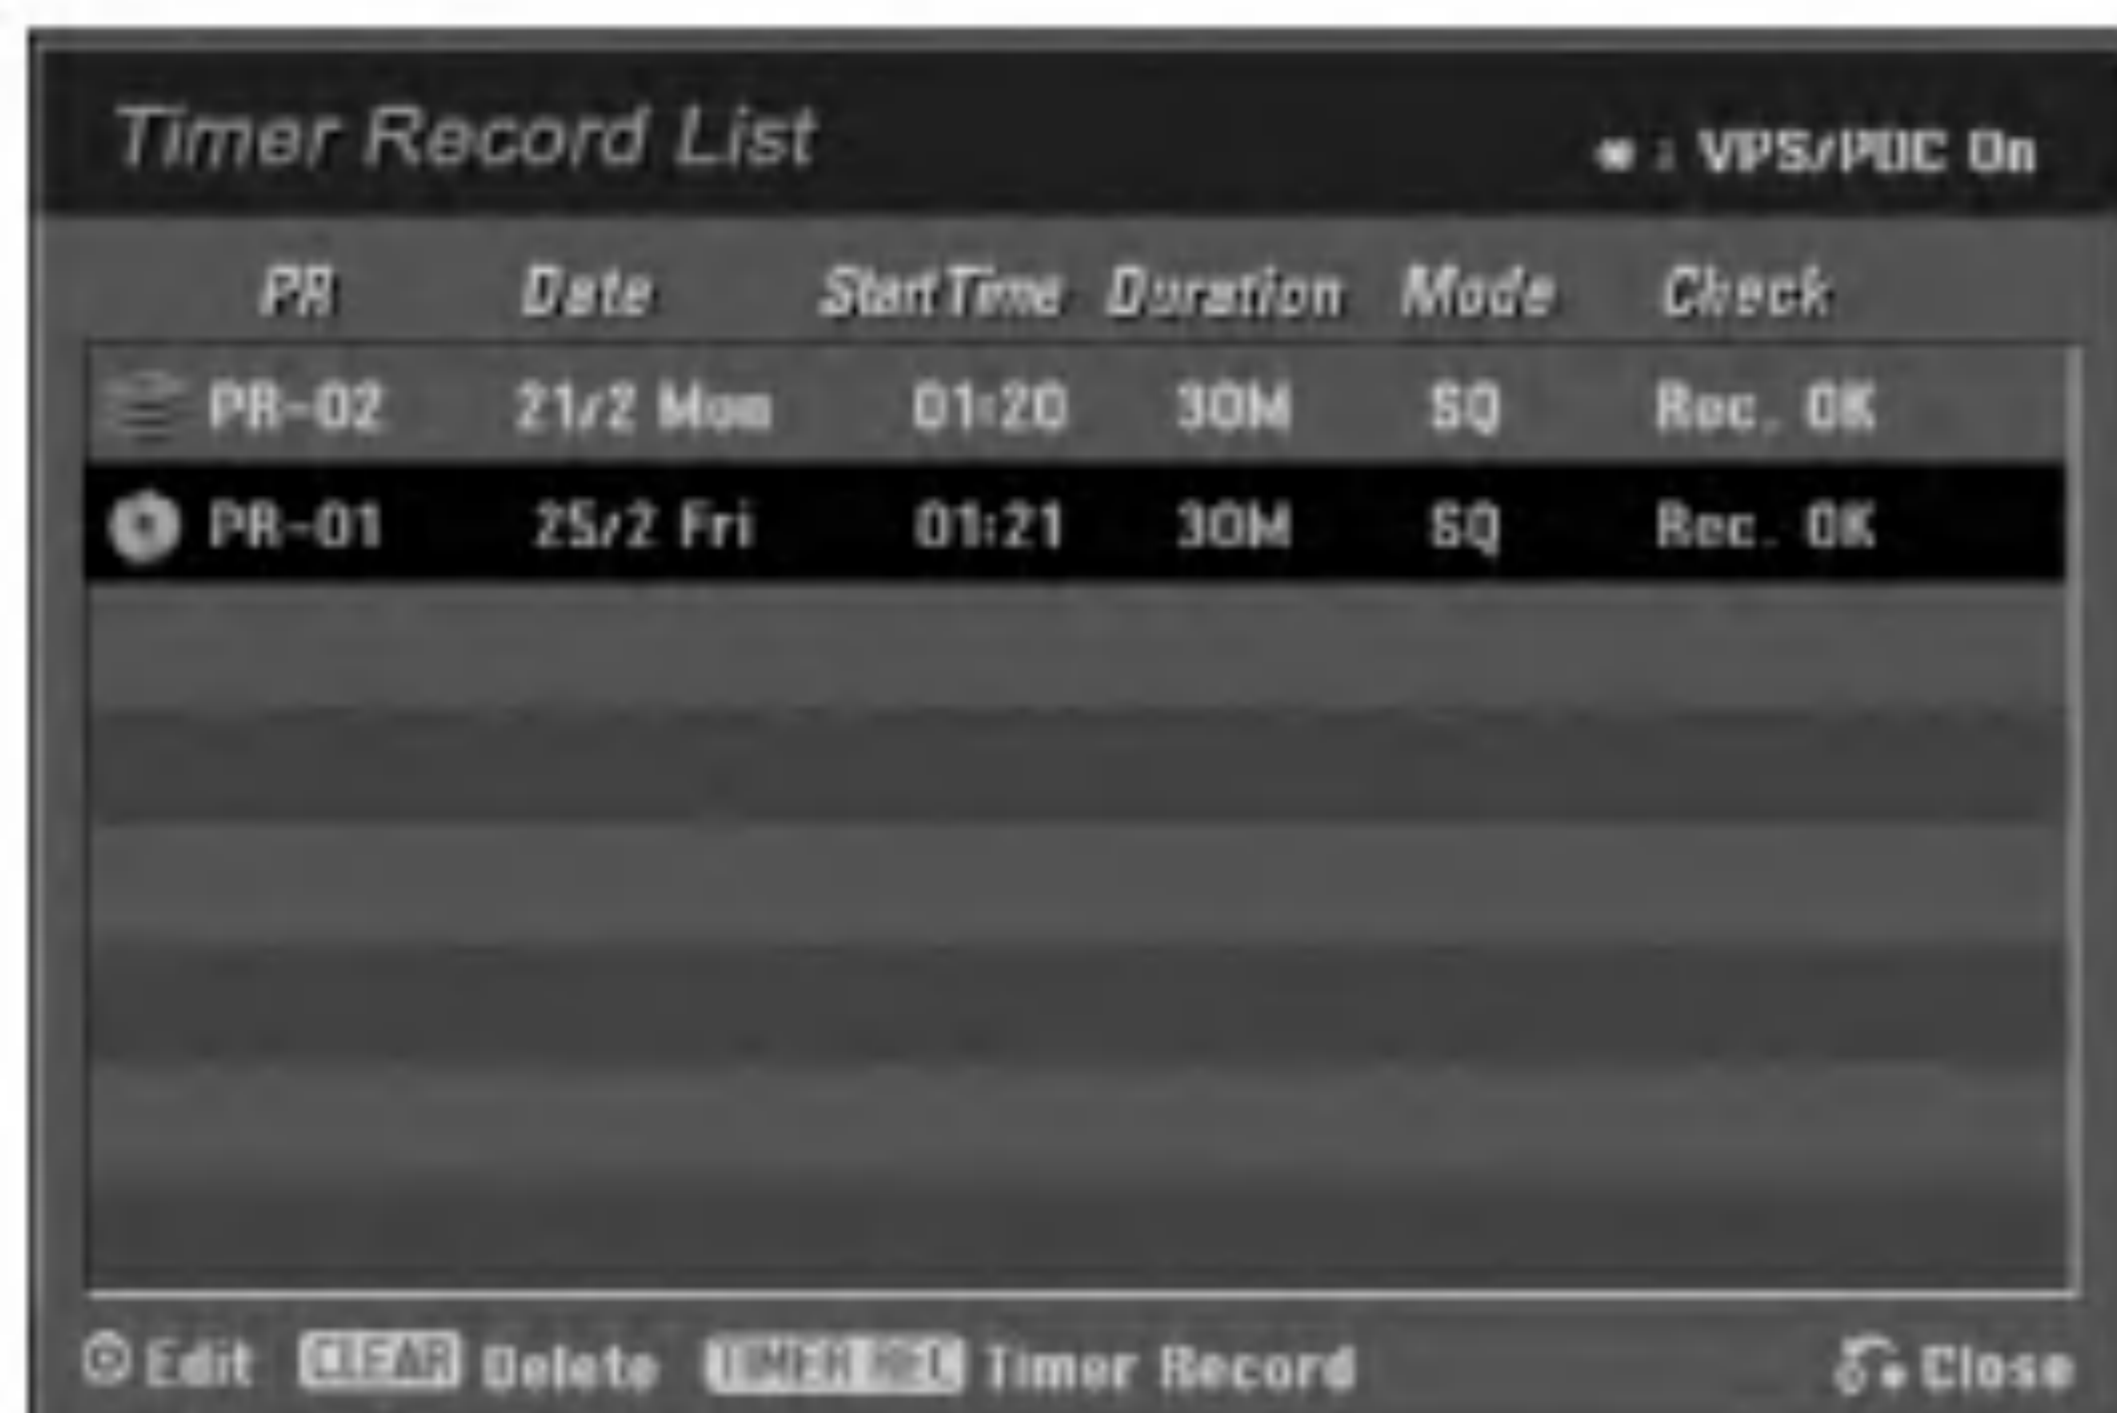 Timer Record List : VPS/PDC On
PR Date Start Time Duration Mode Check
PR-02 21/2 Mon 01:20 30M SQ Rec. OK
PR-01 25/2 Fri 01:21 30M SQ Rec. OK
Edit CLEAR Delete TIMER REC Timer Record Close